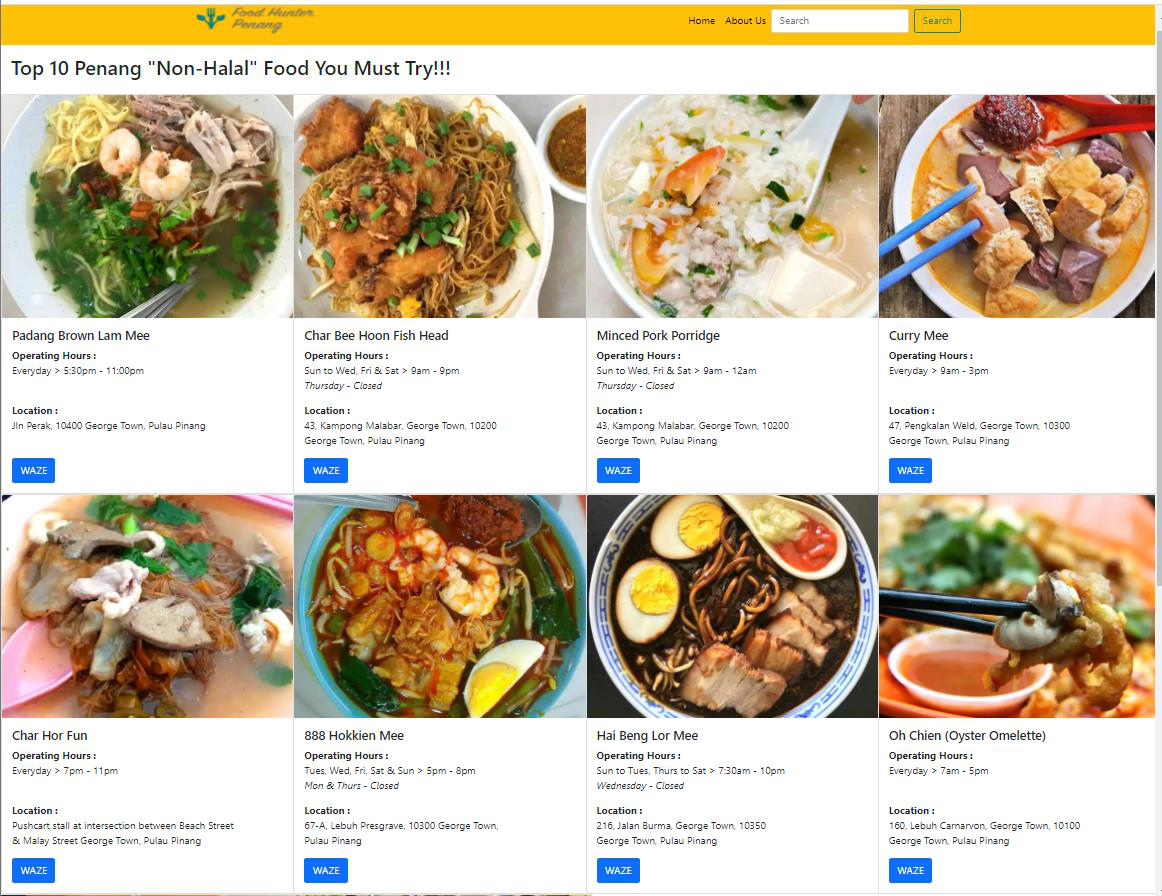 Food Hunter
Penang
Home About Us Search Search
Top 10 Penang "Non-Halal" Food You Must Try!!!
Padang Brown Lam Mee
Operating Hours :
Everyday > 5:30pm - 11:00pm
Location :
Jln Perak, 10400 George Town, Pulau Pinang
WAZE
Char Bee Hoon Fish Head
Operating Hours :
Sun to Wed, Fri & Sat > 9am - 9pm
Thursday - Closed
Location :
43, Kampong Malabar, George Town, 10200
George Town, Pulau Pinang
WAZE
Minced Pork Porridge
Operating Hours :
Sun to Wed, Fri & Sat > 9am - 12am
Thursday - Closed
Location :
43, Kampong Malabar, George Town, 10200
George Town, Pulau Pinang
WAZE
Curry Mee
Operating Hours :
Everyday > 9am - 3pm
Location :
47, Pengkalan Weld, George Town, 10300
George Town, Pulau Pinang
WAZE
Char Hor Fun
Operating Hours :
Everyday > 7pm - 11pm
Location :
Pushcart stall at intersection between Beach Street
& Malay Street George Town, Pulau Pinang
WAZE
888 Hokkien Mee
Operating Hours :
Tues, Wed, Fri, Sat & Sun > 5pm - 8pm
Mon & Thurs - Closed
Location :
67-A, Lebuh Presgrave, 10300 George Town,
Pulau Pinang
WAZE
Hai Beng Lor Mee
Operating Hours :
Sun to Tues, Thurs to Sat > 7:30am - 10pm
Wednesday - Closed
Location :
216, Jalan Burma, George Town, 10350
George Town, Pulau Pinang
WAZE
Oh Chien (Oyster Omelette)
Operating Hours :
Everyday > 7am - 5pm
Location :
160, Lebuh Carnarvon, George Town, 10100
George Town, Pulau Pinang
WAZE